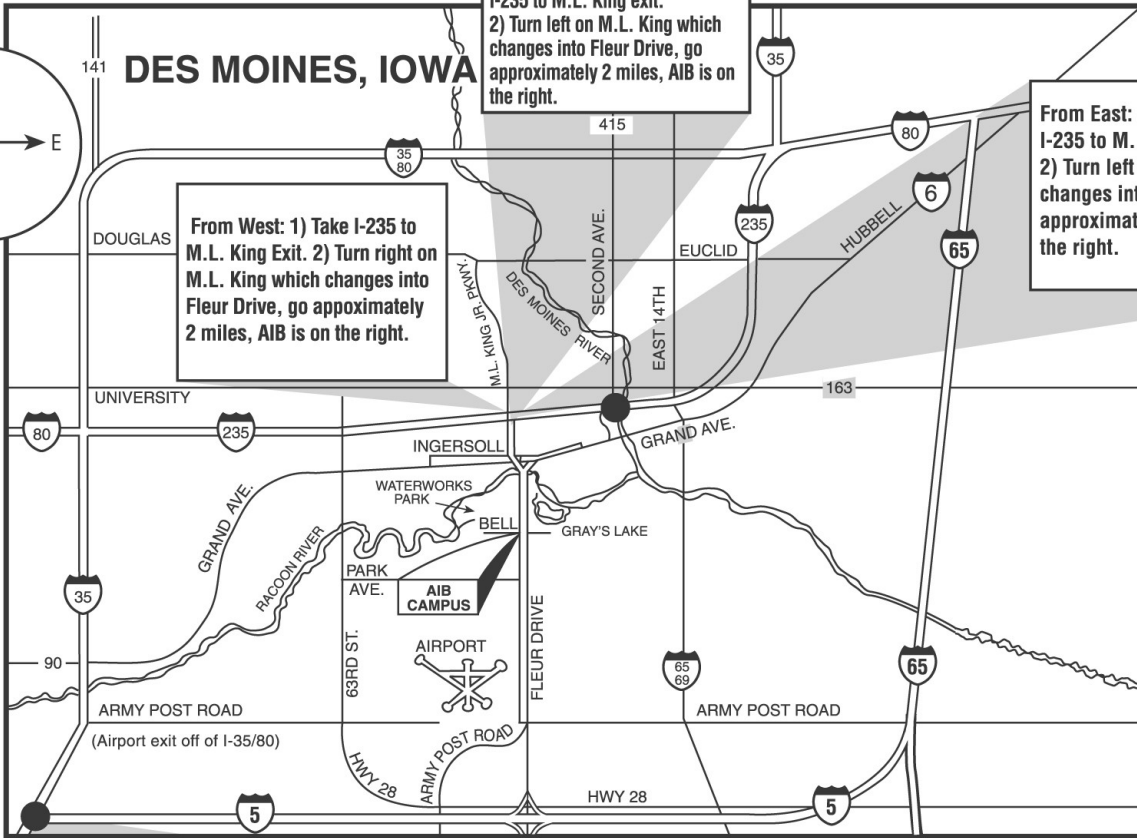 I-235 to M.L. King exit.
2) Turn left on M.L. King which
changes into Fleur Drive, go
approximately 2 miles, AIB is on
the right.
141
DES MOINES, IOWA
35
E
415
80
35
80
From East:
I-235 to M.
2) Turn left
changes int
approximat
the right.
6
From West: 1) Take I-235 to
M.L. King Exit. 2) Turn right on
M.L. King which changes into
Fleur Drive, go appoximately
2 miles, AIB is on the right.
DOUGLAS
M.L. KING JR. PKWY.
DES MOINES RIVER
SECOND AVE.
EUCLID
EAST 14TH
235
HUBBELL
65
UNIVERSITY
163
80
235
INGERSOLL
GRAND AVE.
WATERWORKS
PARK
BELL
GRAY'S LAKE
GRAND AVE.
RACOON RIVER
PARK
AVE.
AIB
CAMPUS
35
63RD ST.
AIRPORT
FLEUR DRIVE
90
65
69
65
ARMY POST ROAD
ARMY POST ROAD
(Airport exit off of I-35/80)
HWY 28
ARMY POST ROAD
HWY 28
5
5